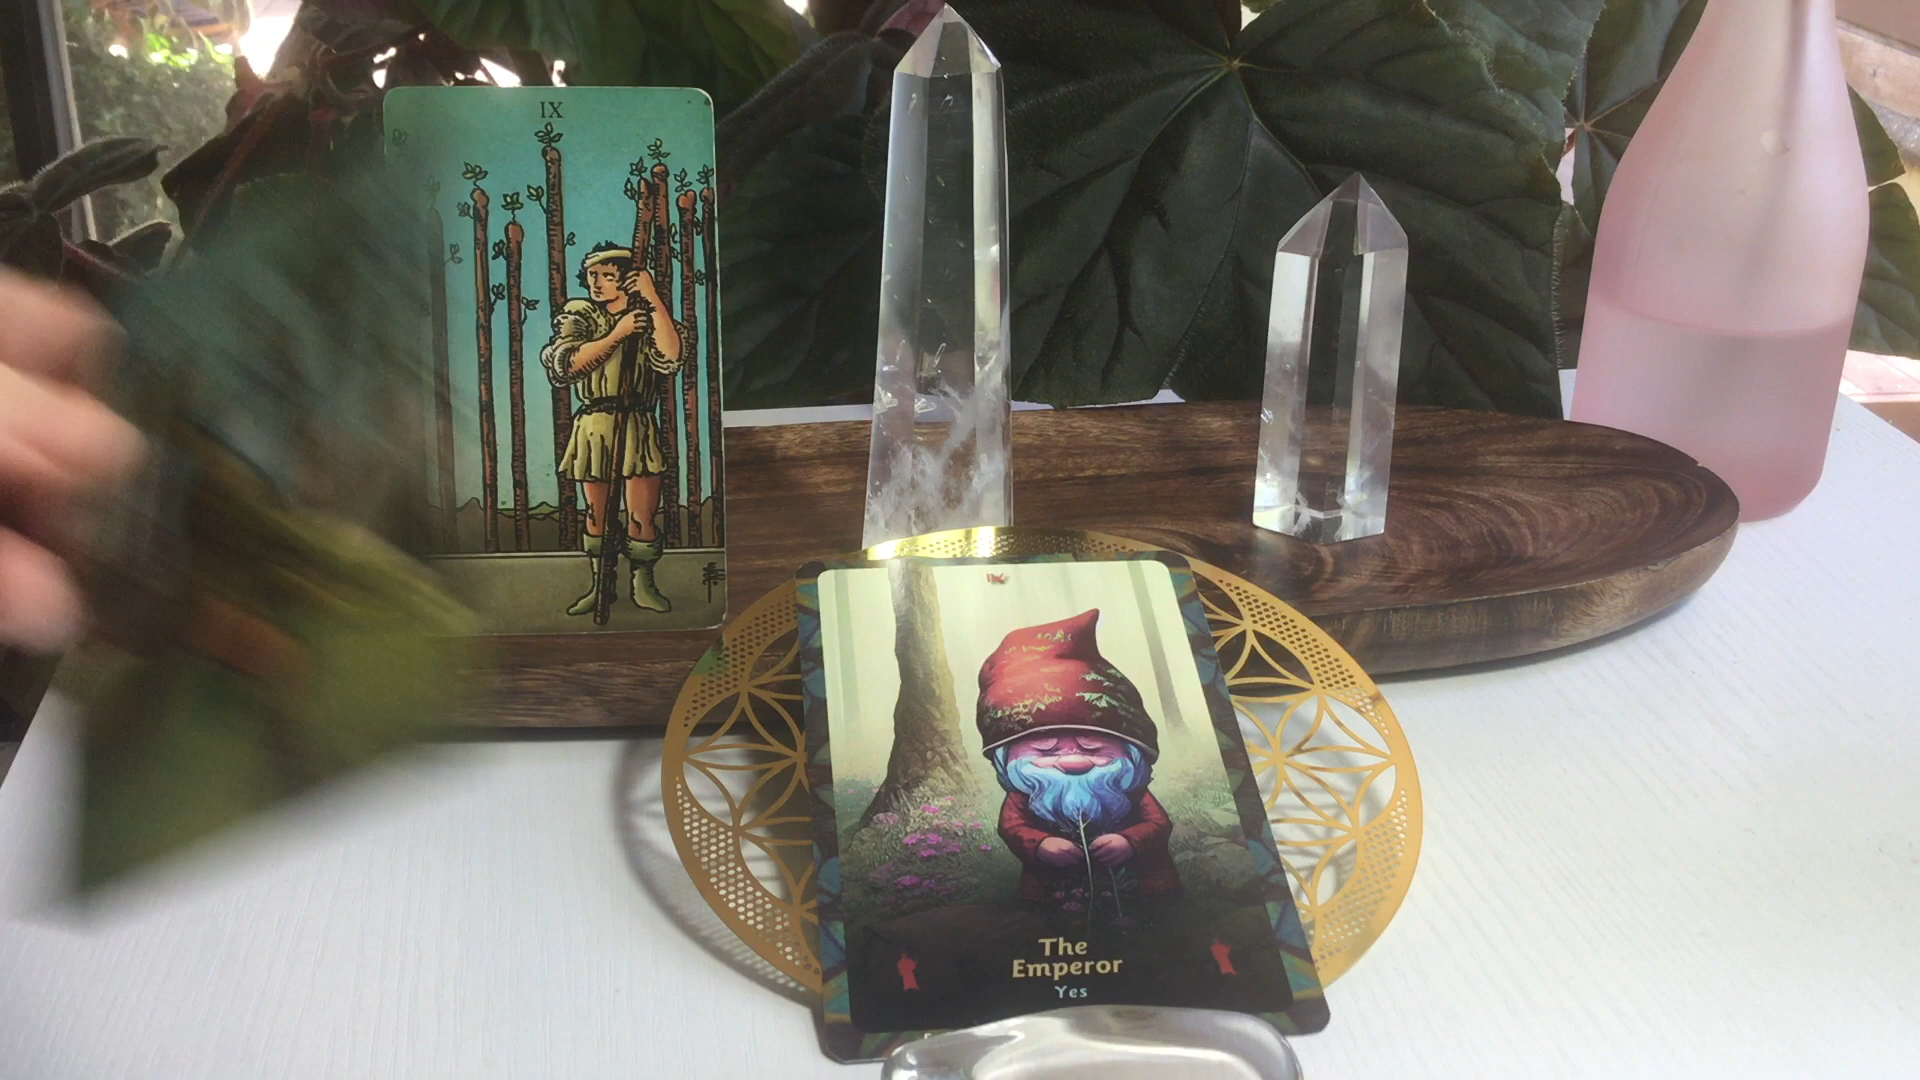 IX
The
Emperor
Yes